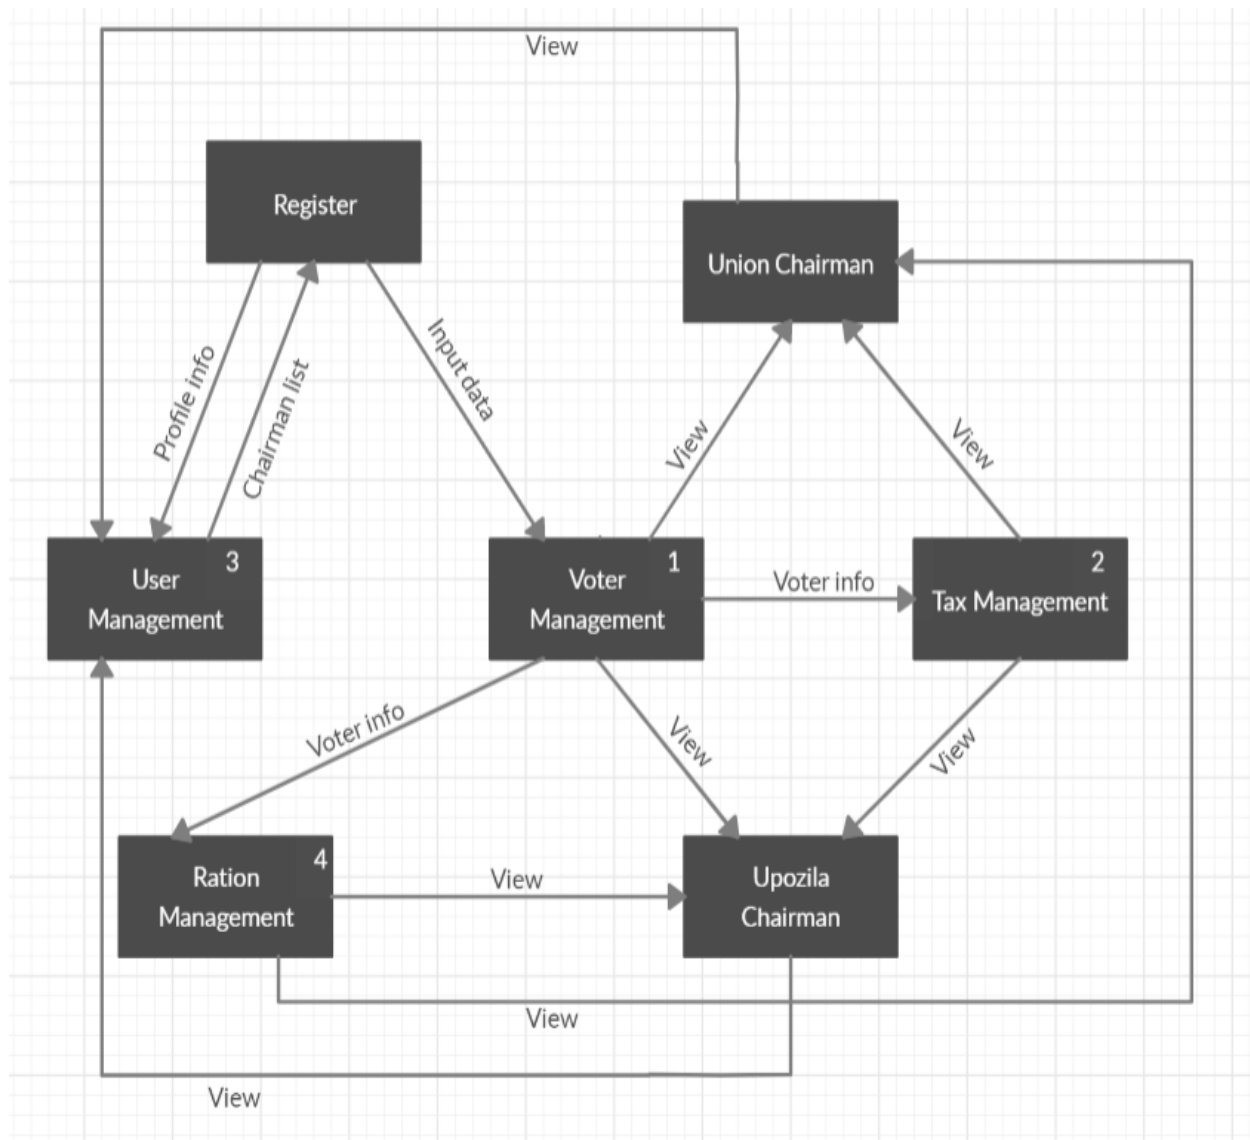 View
Register
Union Chairman
Profile info
Chairman list
Input data
View
View
3
User
Management
1
Voter
Management
Voter info
2
Tax Management
Voter info
View
View
4
Ration
Management
View
Upozila
Chairman
View
View